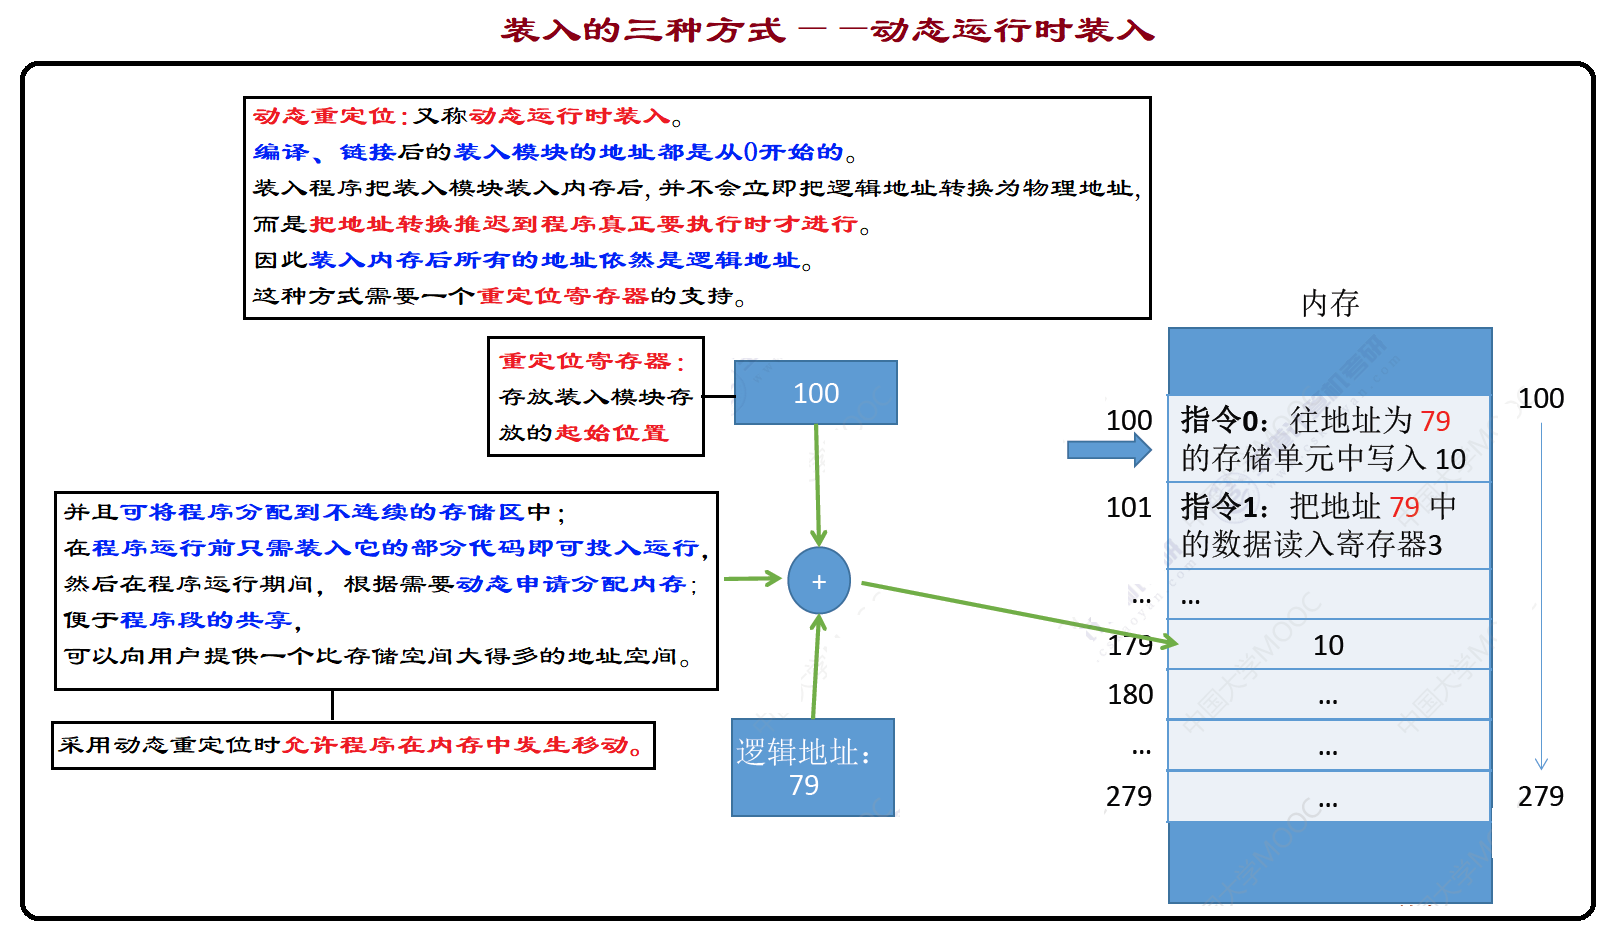 装入的三种方式——动态运行时装入
动态重定位:又称动态运行时装入。
编译、链接后的装入模块的地址都是从0开始的。
装入程序把装入模块装入内存后,并不会立即把逻辑地址转换为物理地址,
而是把地址转换推迟到程序真正要执行时才进行。
因此装入内存后所有的地址依然是逻辑地址。
这种方式需要一个重定位寄存器的支持。
重定位寄存器:
存放装入模块存
放的起始位置
100
并且可将程序分配到不连续的存储区中;
在程序运行前只需装入它的部分代码即可投入运行,
然后在程序运行期间,根据需要动态申请分配内存;
便于程序段的共享,
可以向用户提供一个比存储空间大得多的地址空间。
采用动态重定位时允许程序在内存中发生移动。
+
逻辑地址:
79
内存
100
指令0:往地址为 79
的存储单元中写入 10
101
指令1:把地址 79 中
的数据读入寄存器3
... ...
179 10
180 ...
... ...
279 ...
100
279
中国大学MOOC
中国大学MOOC